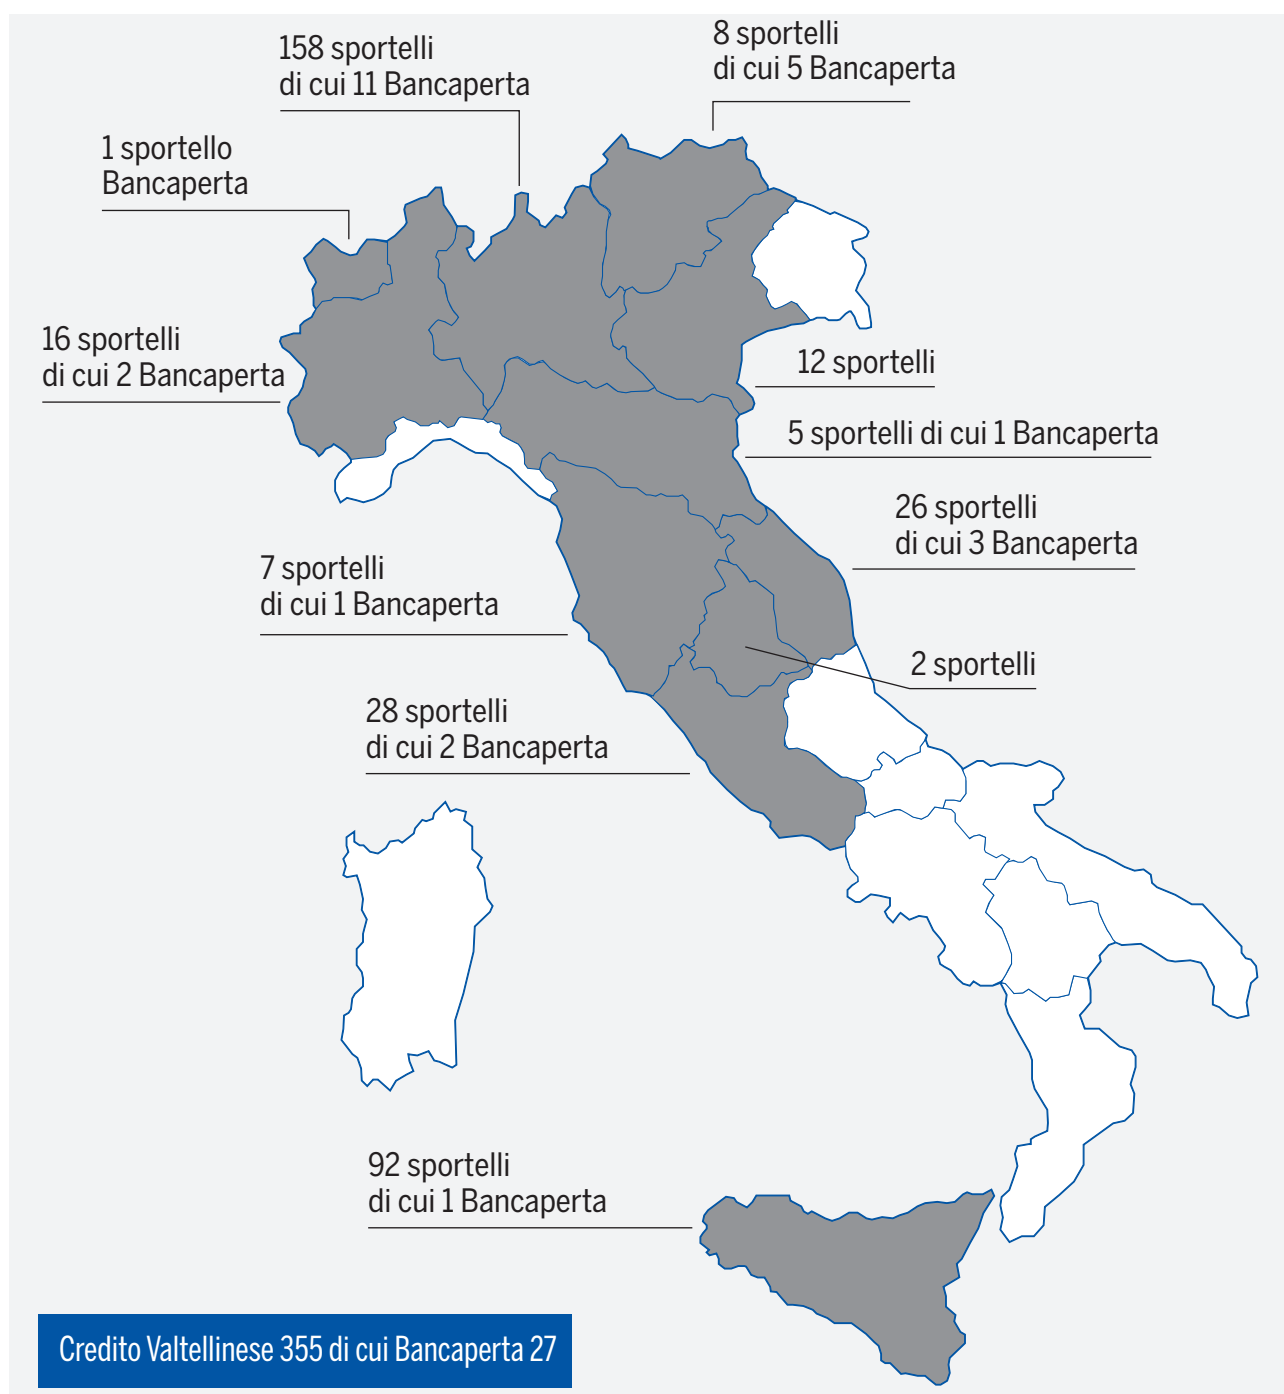 158 sportelli
di cui 11 Bancaperta
8 sportelli
di cui 5 Bancaperta
1 sportello
Bancaperta
16 sportelli
di cui 2 Bancaperta
12 sportelli
5 sportelli di cui 1 Bancaperta
26 sportelli
di cui 3 Bancaperta
7 sportelli
di cui 1 Bancaperta
2 sportelli
28 sportelli
di cui 2 Bancaperta
92 sportelli
di cui 1 Bancaperta
Credito Valtellinese 355 di cui Bancaperta 27